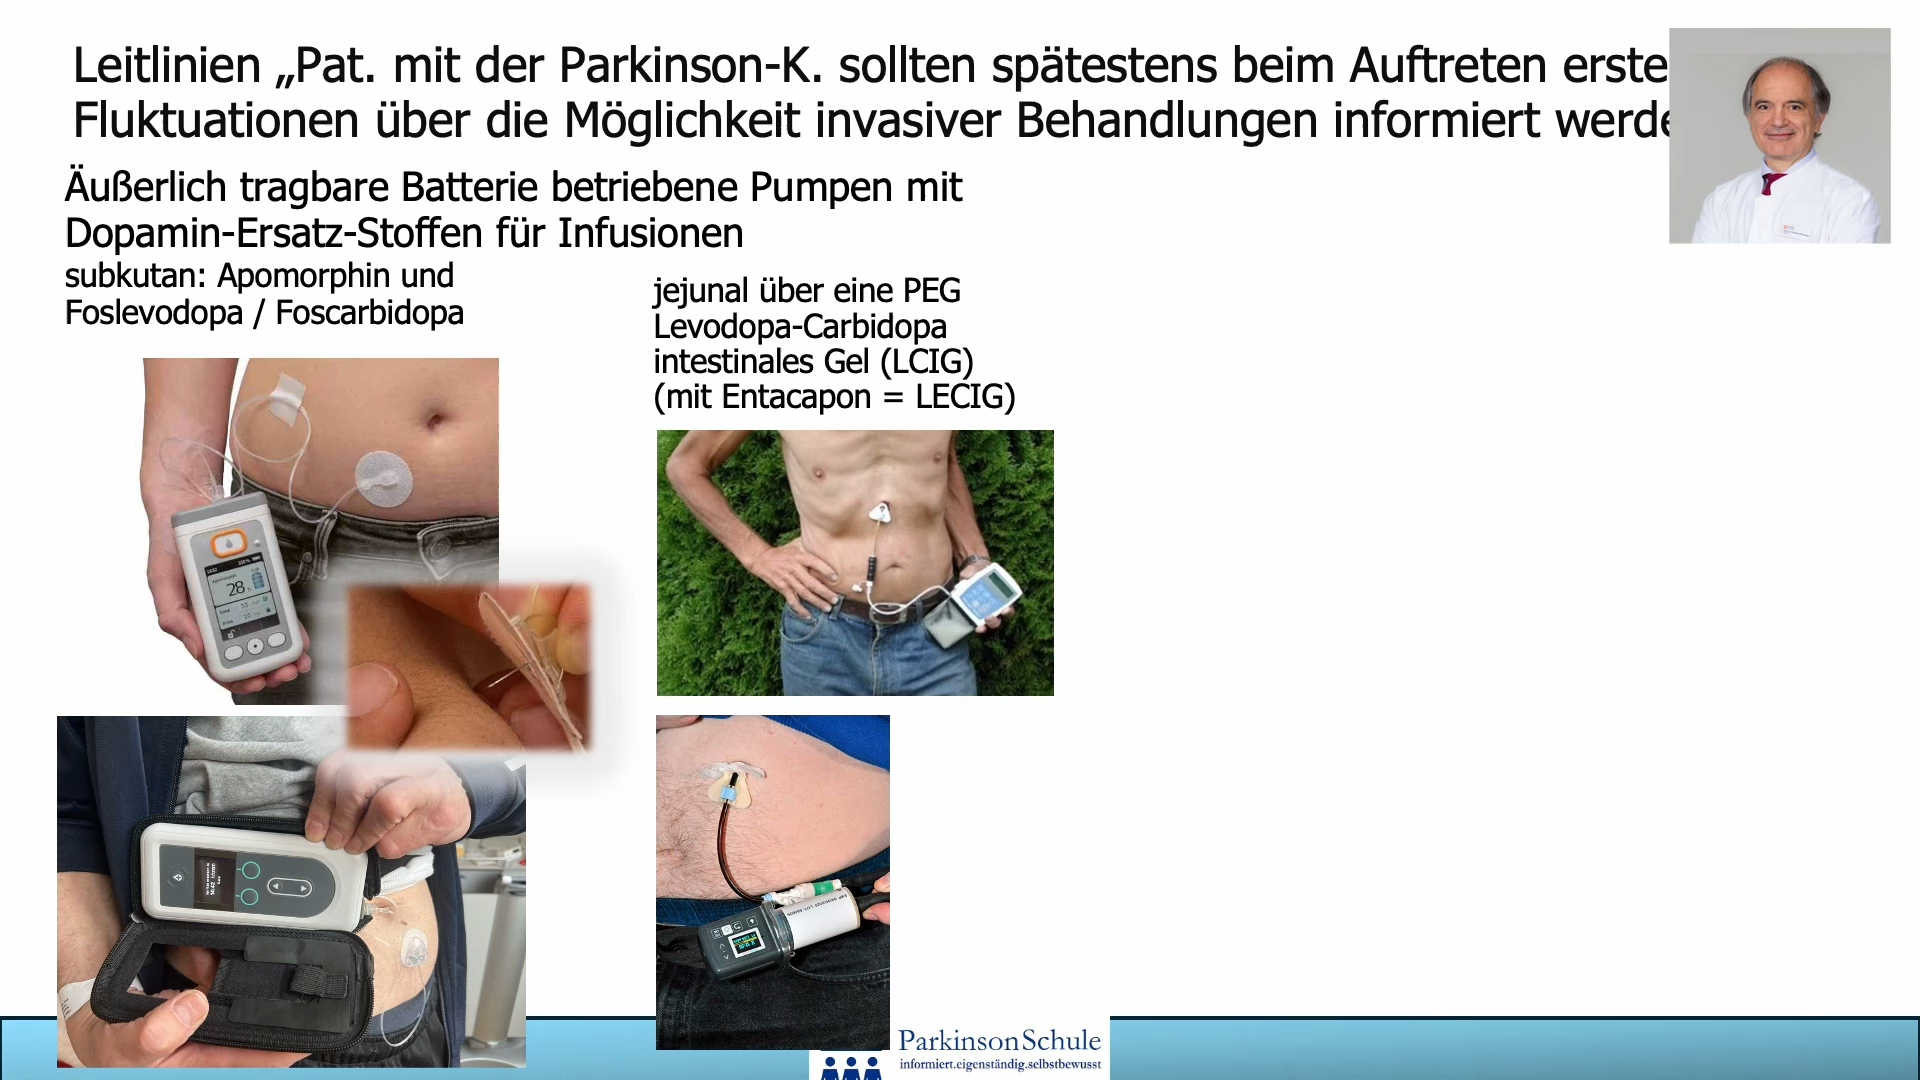 Leitlinien „Pat. mit der Parkinson-K. sollten spätestens beim Auftreten erste
Fluktuationen über die Möglichkeit invasiver Behandlungen informiert werde
Äußerlich tragbare Batterie betriebene Pumpen mit
Dopamin-Ersatz-Stoffen für Infusionen
subkutan: Apomorphin und
Foslevodopa / Foscarbidopa
jejunal über eine PEG
Levodopa-Carbidopa
intestinales Gel (LCIG)
(mit Entacapon = LECIG)
28
ParkinsonSchule
informiert.eigenständig.selbstbewusst